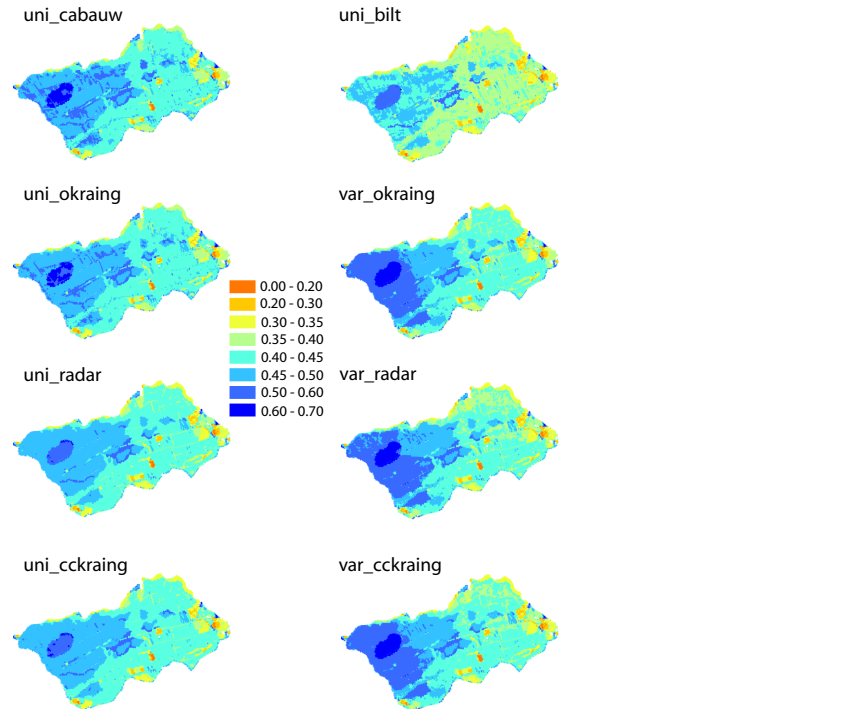 uni_cabauw
uni_bilt
uni_okraing
var_okraing
0.00 - 0.20
0.20 - 0.30
0.30 - 0.35
0.35 - 0.40
0.40 - 0.45
0.45 - 0.50
0.50 - 0.60
0.60 - 0.70
uni_radar
var_radar
uni_cckraing
var_cckraing